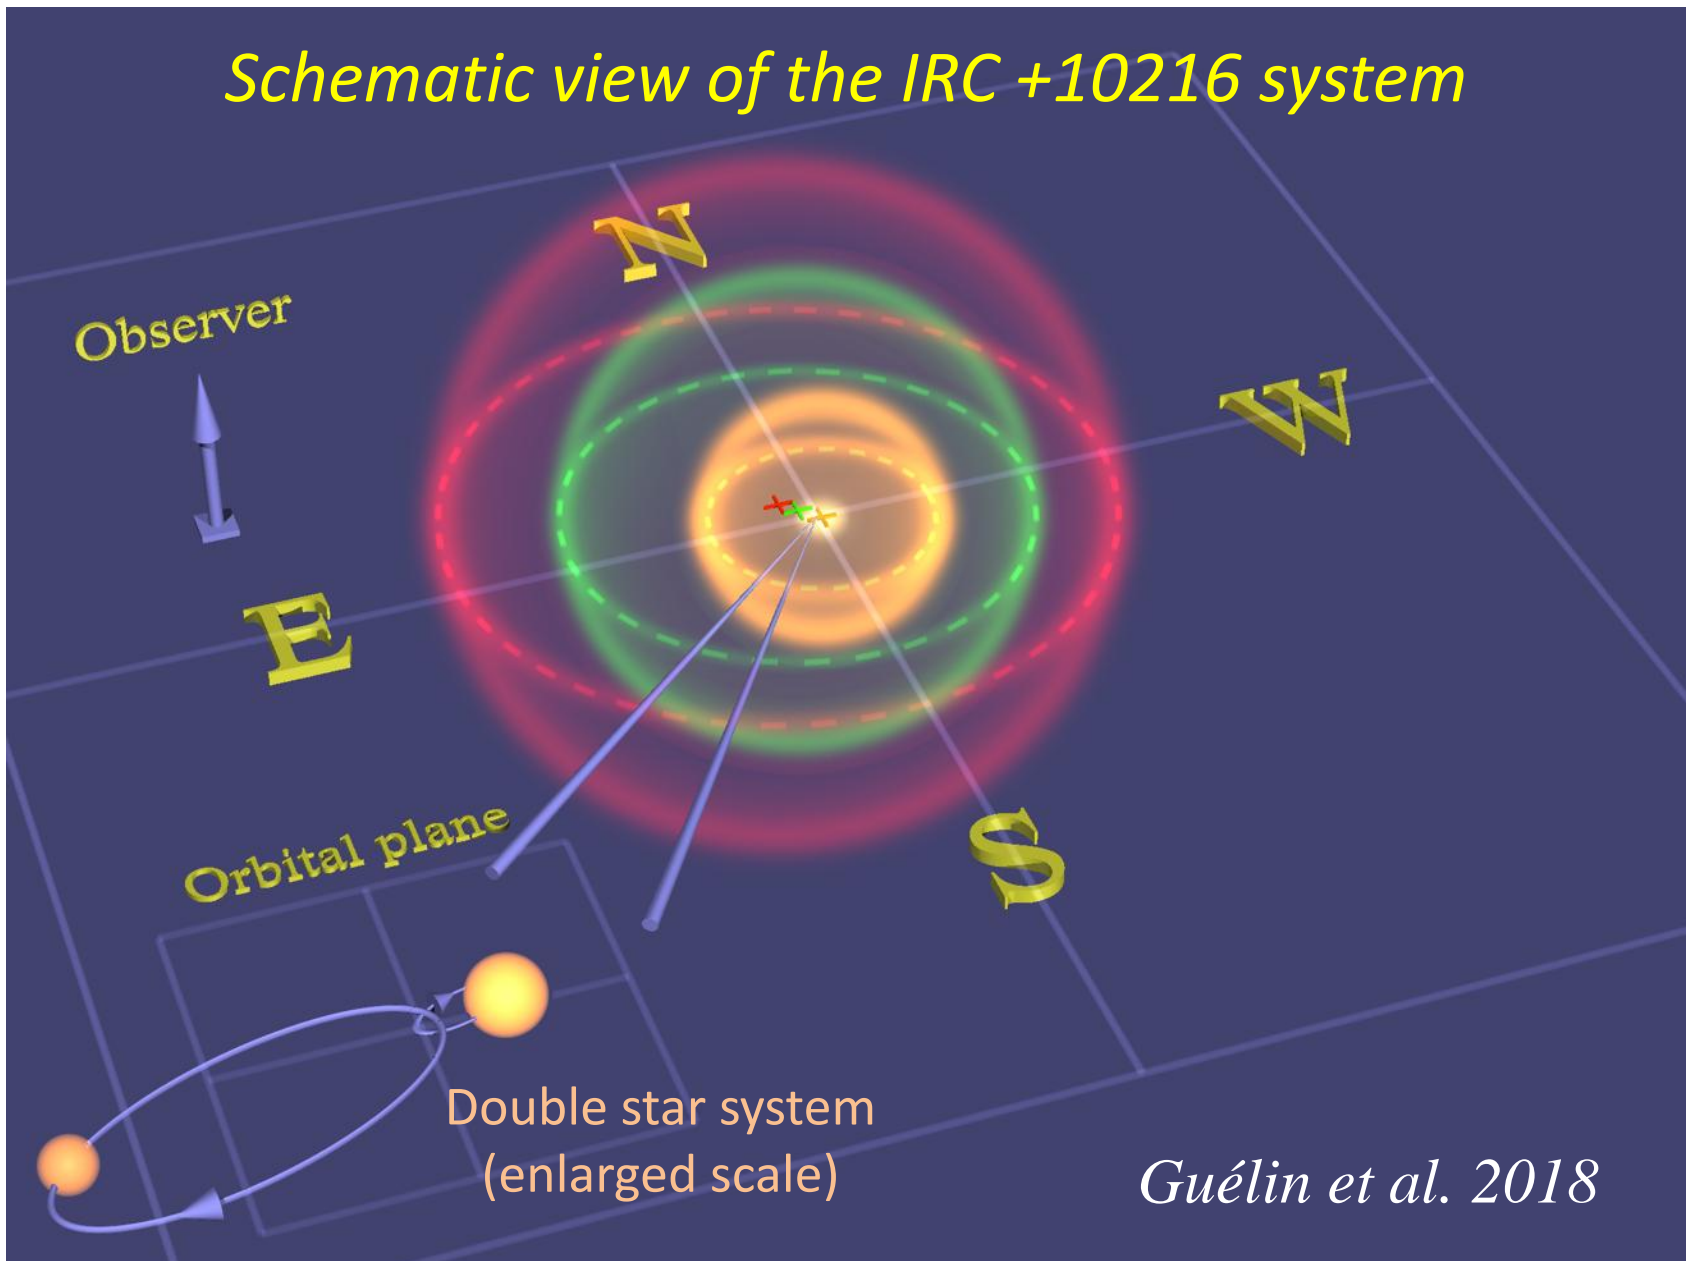 Schematic view of the IRC +10216 system
N
Observer
W
E
Orbital plane
S
Double star system
(enlarged scale)
Guélin et al. 2018